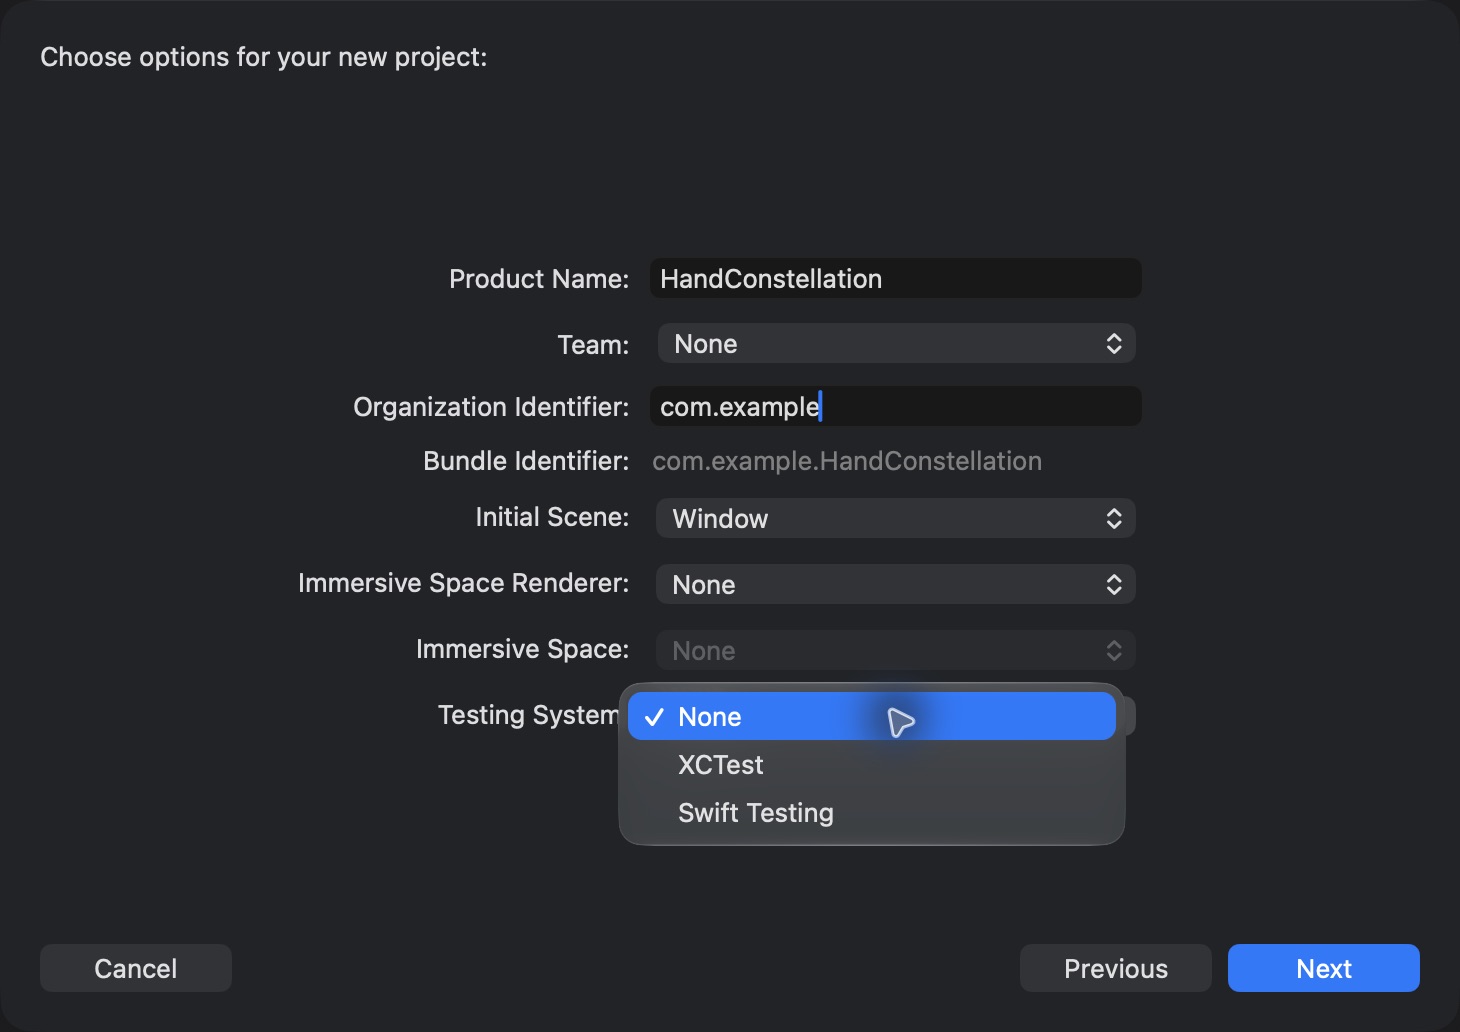 Choose options for your new project:
Product Name: HandConstellation
Team: None
Organization Identifier: com.example
Bundle Identifier: com.example.HandConstellation
Initial Scene: Window
Immersive Space Renderer: None
Immersive Space: None
Testing System
✓ None
XCTest
Swift Testing
Cancel Previous Next